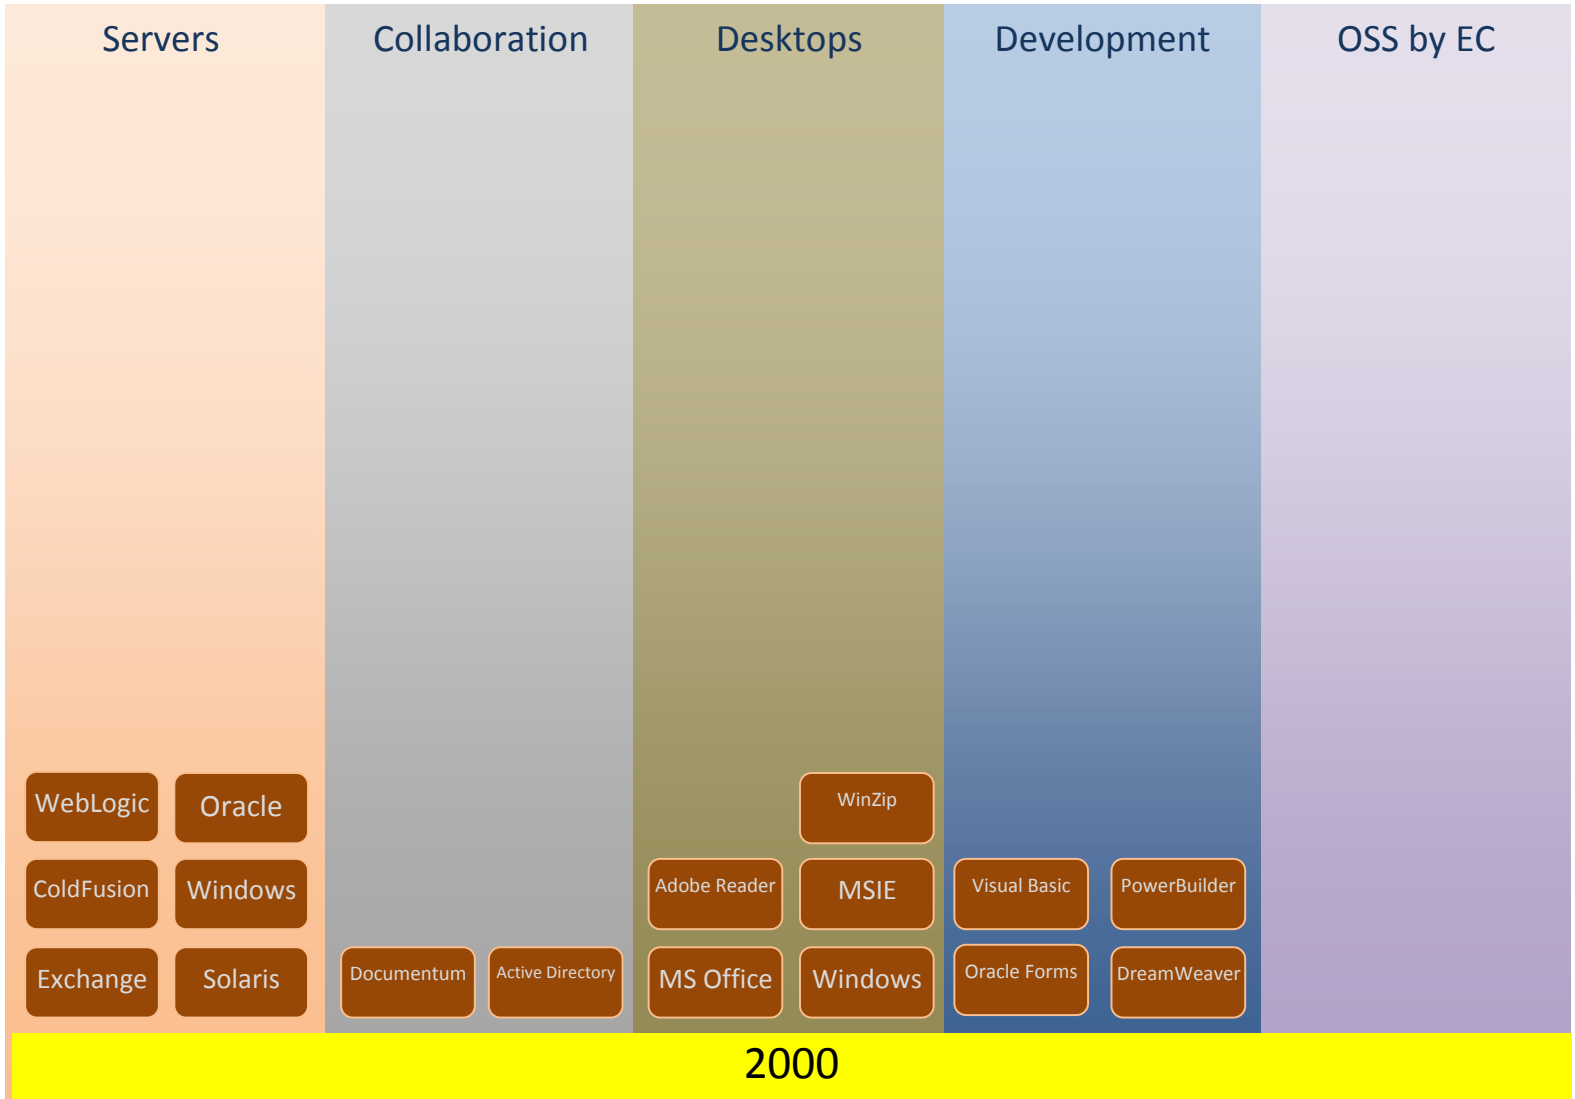 Servers
Collaboration
Desktops
Development
OSS by EC
WebLogic
Oracle
WinZip
ColdFusion
Windows
Adobe Reader
MSIE
Visual Basic
PowerBuilder
Exchange
Solaris
Documentum
Active Directory
MS Office
Windows
Oracle Forms
DreamWeaver
2000